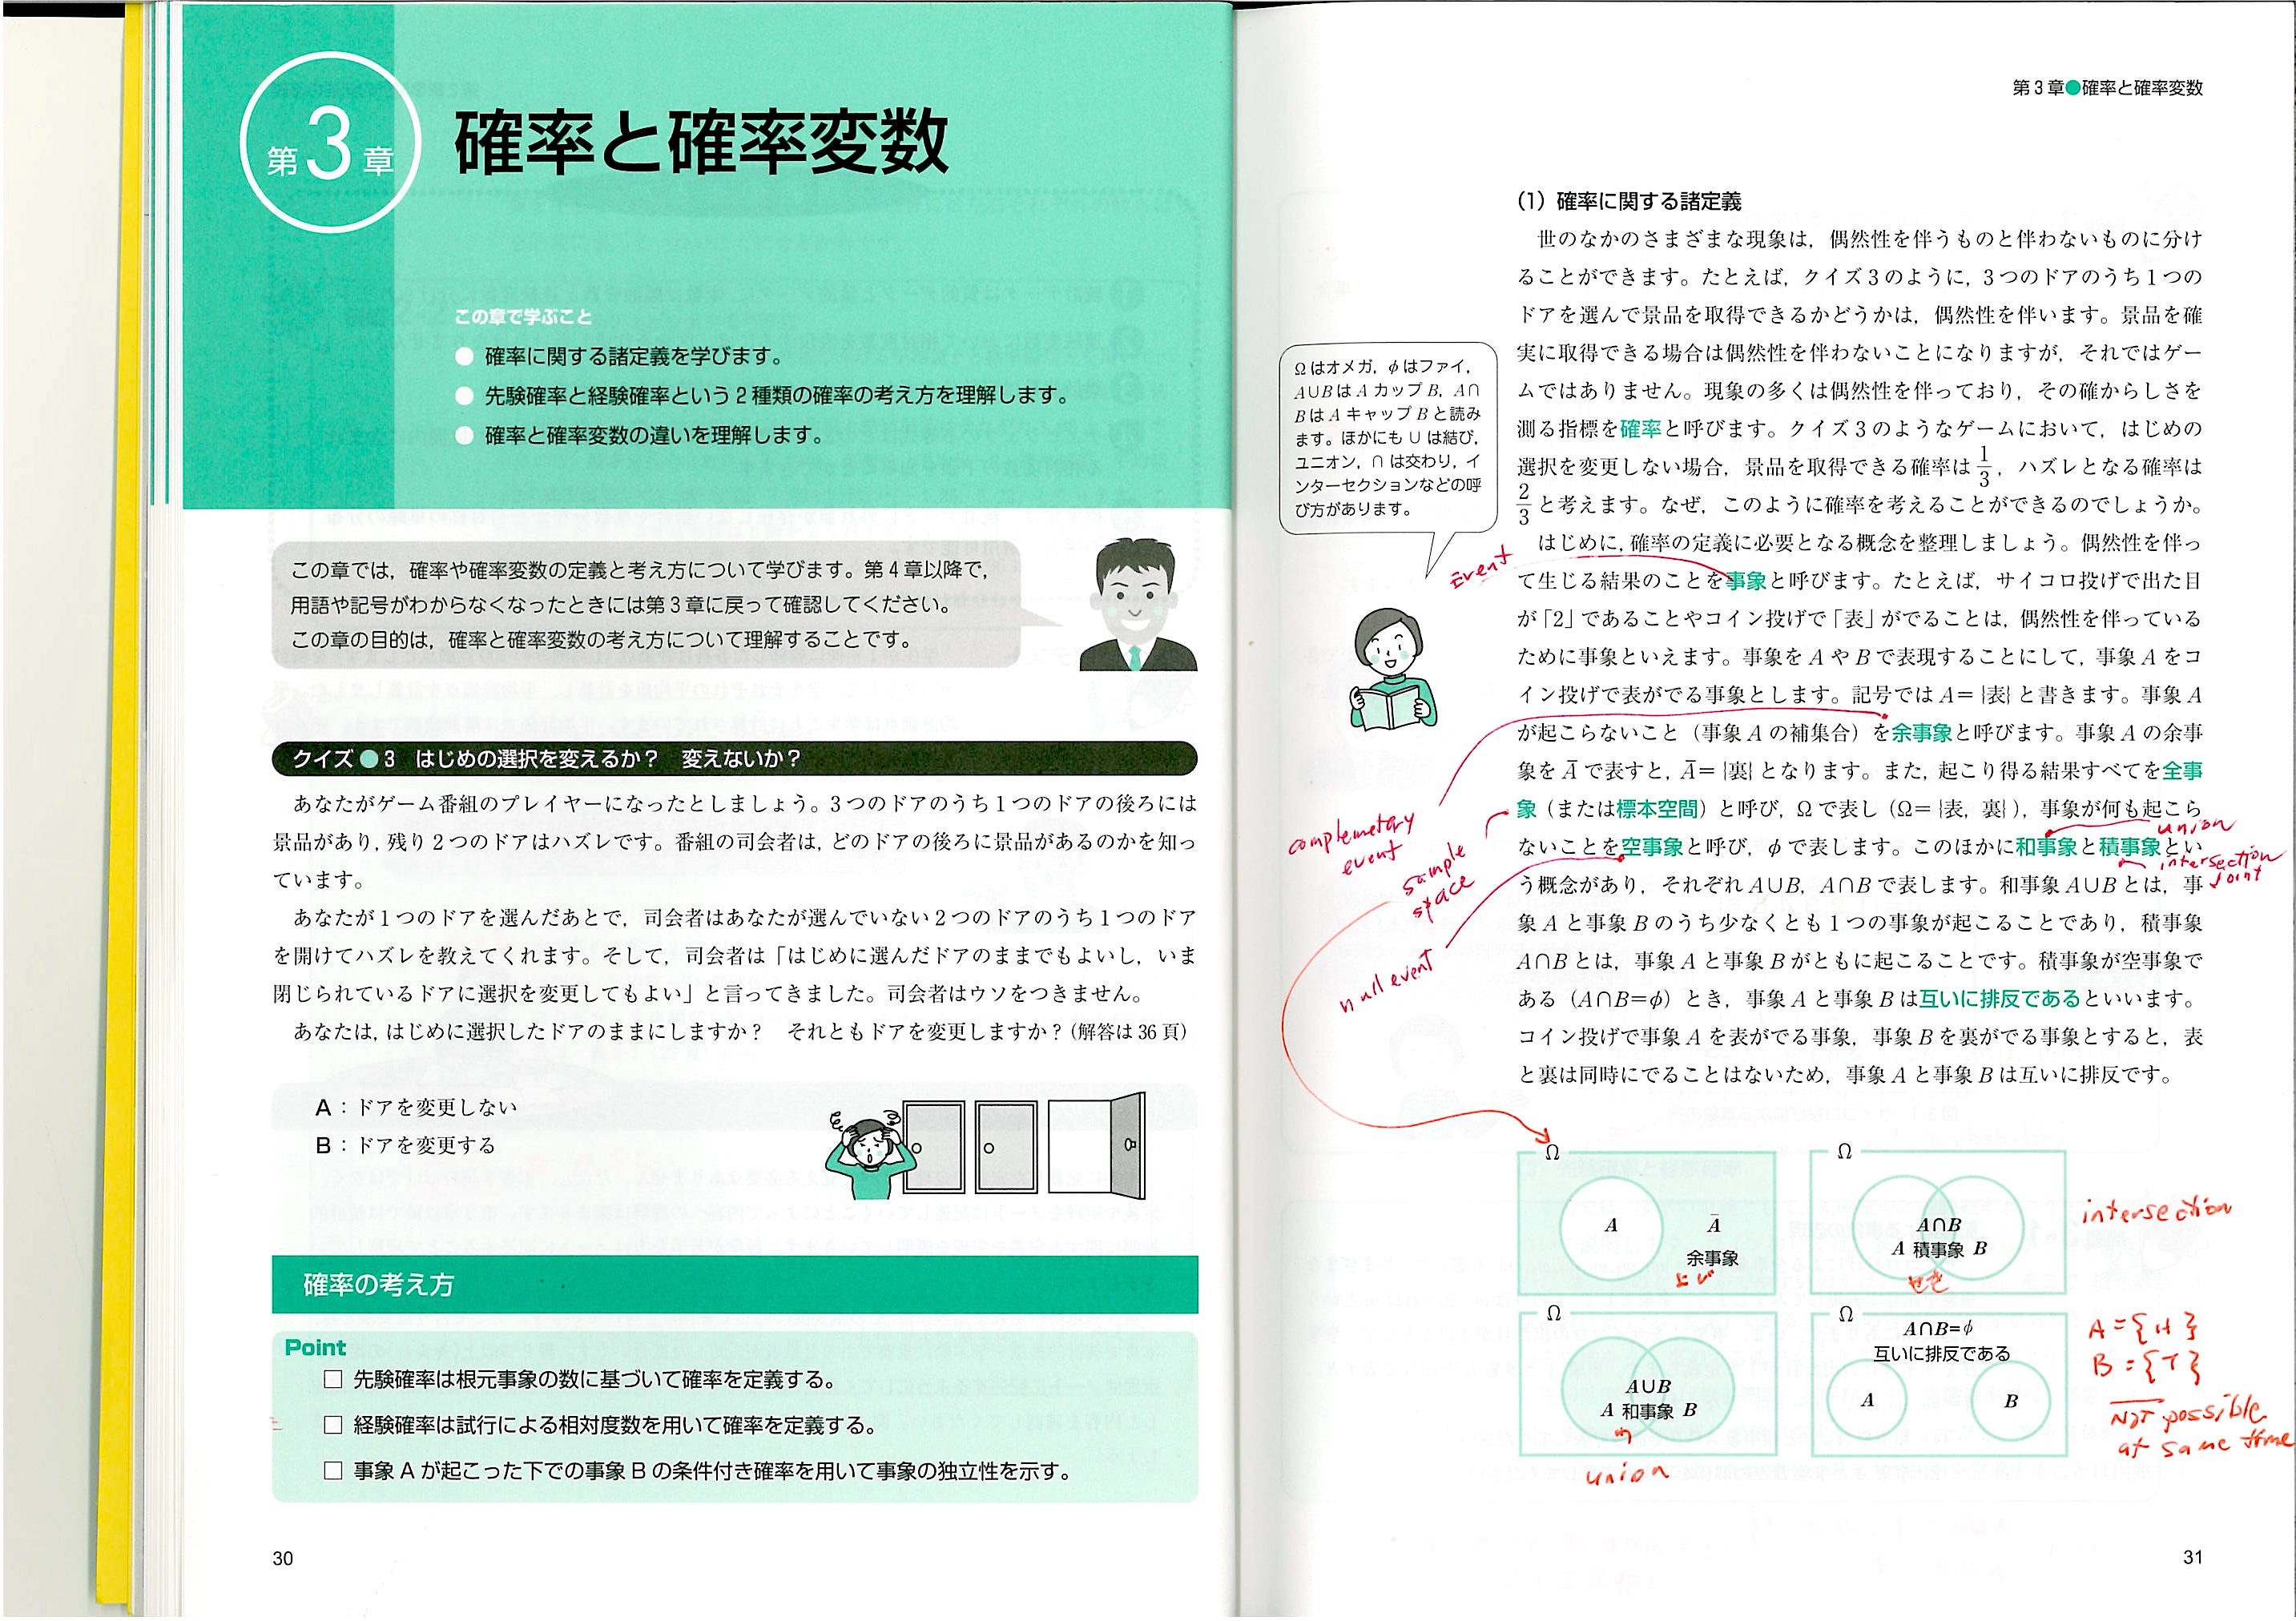 第3章
確率と確率変数
この章で学ぶこと
● 確率に関する諸定義を学びます。
● 先験確率と経験確率という2種類の確率の考え方を理解します。
● 確率と確率変数の違いを理解します。
この章では，確率や確率変数の定義と考え方について学びます。第4章以降で，
用語や記号がわからなくなったときには第3章に戻って確認してください。
この章の目的は，確率と確率変数の考え方について理解することです。
クイズ●3　はじめの選択を変えるか？　変えないか？
あなたがゲーム番組のプレイヤーになったとしましょう。3つのドアのうち1つのドアの後ろには
景品があり，残り2つのドアはハズレです。番組の司会者は，どのドアの後ろに景品があるのかを知っ
ています。
あなたが1つのドアを選んだあとで，司会者はあなたが選んでいない2つのドアのうち1つのドア
を開けてハズレを教えてくれます。そして，司会者は「はじめに選んだドアのままでもよいし，いま
閉じられているドアに選択を変更してもよい」と言ってきました。司会者はウソをつきません。
あなたは，はじめに選択したドアのままにしますか？　それともドアを変更しますか？（解答は36頁）
A：ドアを変更しない
B：ドアを変更する
確率の考え方
Point
□ 先験確率は根元事象の数に基づいて確率を定義する。
□ 経験確率は試行による相対度数を用いて確率を定義する。
□ 事象Aが起こった下での事象Bの条件付き確率を用いて事象の独立性を示す。
30
第3章●確率と確率変数
（1）確率に関する諸定義
世のなかのさまざまな現象は，偶然性を伴うものと伴わないものに分け
ることができます。たとえば，クイズ3のように，3つのドアのうち1つの
ドアを選んで景品を取得できるかどうかは，偶然性を伴います。景品を確
実に取得できる場合は偶然性を伴わないことになりますが，それではゲー
ムではありません。現象の多くは偶然性を伴っており，その確からしさを
測る指標を確率と呼びます。クイズ3のようなゲームにおいて，はじめの
選択を変更しない場合，景品を取得できる確率は1/3，ハズレとなる確率は
2/3と考えます。なぜ，このように確率を考えることができるのでしょうか。
はじめに，確率の定義に必要となる概念を整理しましょう。偶然性を伴っ
て生じる結果のことを事象と呼びます。たとえば，サイコロ投げで出た目
が「2」であることやコイン投げで「表」がでることは，偶然性を伴っている
ために事象といえます。事象をAやBで表現することにして，事象Aをコ
イン投げで表がでる事象とします。記号ではA={表}と書きます。事象A
が起こらないこと（事象Aの補集合）を余事象と呼びます。事象Aの余事
象をĀで表すと，Ā={裏}となります。また，起こり得る結果すべてを全事
象（または標本空間）と呼び，Ωで表し（Ω={表，裏}），事象が何も起こら
ないことを空事象と呼び，φで表します。このほかに和事象と積事象とい
う概念があり，それぞれA∪B，A∩Bで表します。和事象A∪Bとは，事
象Aと事象Bのうち少なくとも1つの事象が起こることであり，積事象
A∩Bとは，事象Aと事象Bがともに起こることです。積事象が空事象で
ある（A∩B=φ）とき，事象Aと事象Bは互いに排反であるといいます。
コイン投げで事象Aを表がでる事象，事象Bを裏がでる事象とすると，表
と裏は同時にでることはないため，事象Aと事象Bは互いに排反です。
Ωはオメガ，φはファイ，
A∪BはAカップB，A∩
BはAキャップBと読み
ます。ほかにも∪は結び，
ユニオン，∩は交わり，イ
ンターセクションなどの呼
び方があります。
Event
complemetary
event
sample
space
null event
union
intersection
Joint
Ω
A　Ā
余事象
よじ
Ω
A∩B
A 積事象 B
せき
intersection
Ω
A∪B
A 和事象 B
わ
union
Ω
A∩B=φ
互いに排反である
A　B
A={H}
B={T}
NOT possible
at same time
31